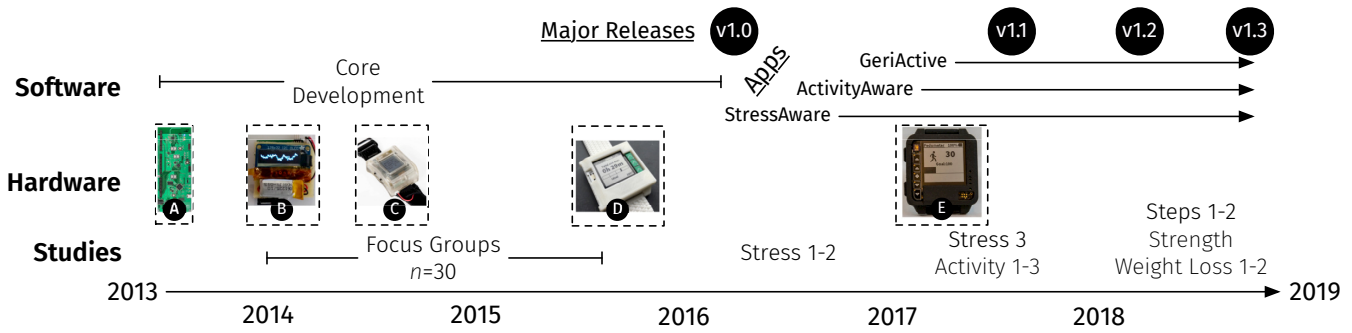 Major Releases
v1.0
v1.1
v1.2
v1.3
Software
Core
Development
Apps
GeriActive
ActivityAware
StressAware
Hardware
A
B
C
D
E
30
Studies
Focus Groups
n=30
Stress 1-2
Stress 3
Activity 1-3
Steps 1-2
Strength
Weight Loss 1-2
2013
2014
2015
2016
2017
2018
2019